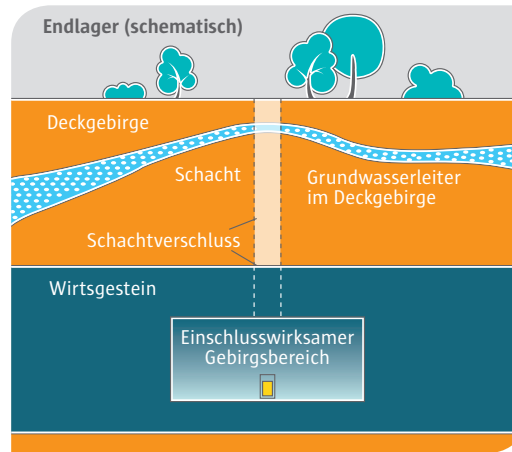 Endlager (schematisch)
Deckgebirge
Schacht
Grundwasserleiter
im Deckgebirge
Schachtverschluss
Wirtsgestein
Einschlusswirksamer
Gebirgsbereich